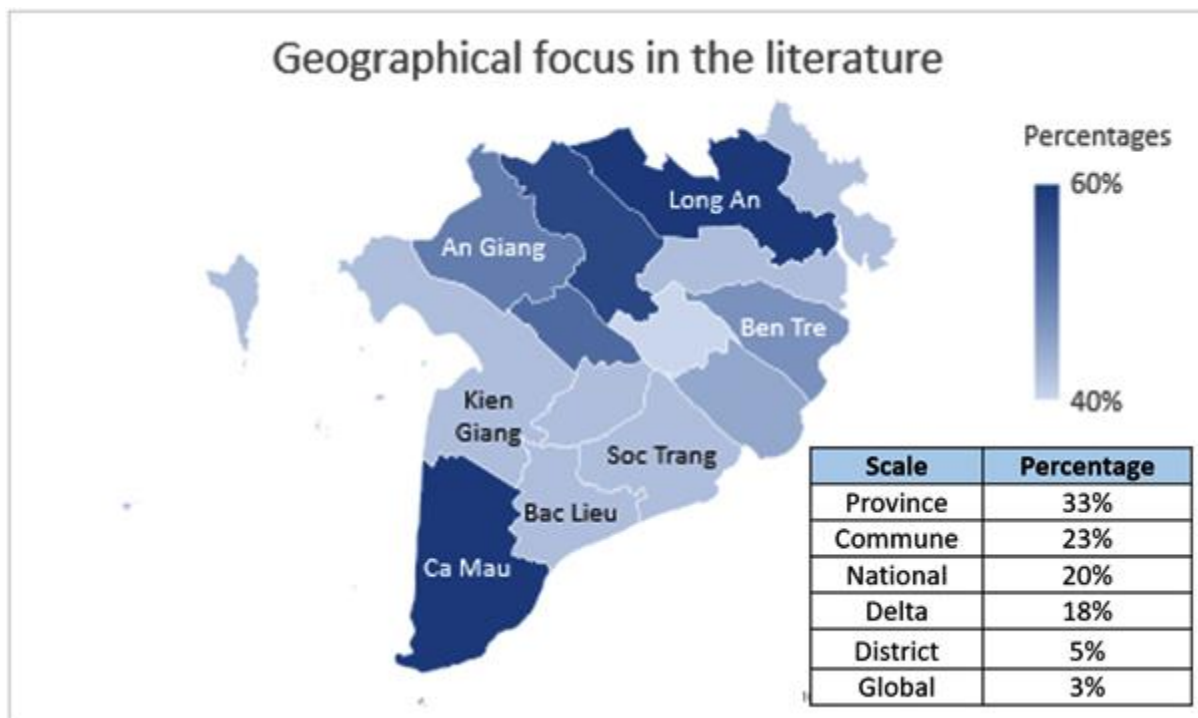 Geographical focus in the literature
Percentages
60%
40%
Long An
An Giang
Ben Tre
Kien
Giang
Soc Trang
Bac Lieu
Ca Mau
Scale Percentage
Province 33%
Commune 23%
National 20%
Delta 18%
District 5%
Global 3%